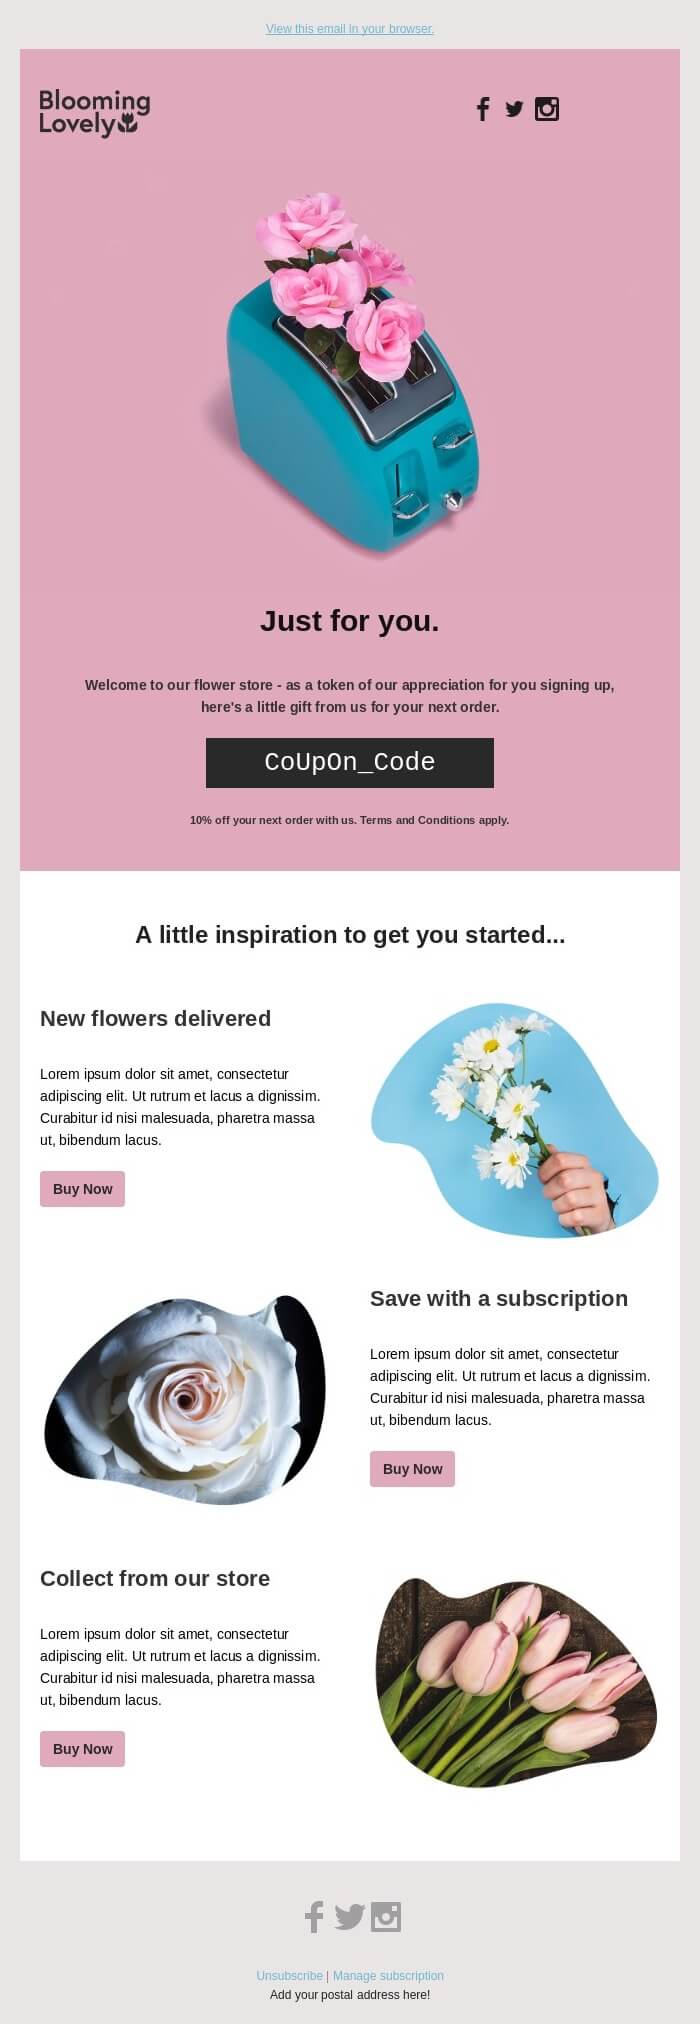 View this email in your browser.
Blooming
Lovely
Just for you.
Welcome to our flower store - as a token of our appreciation for you signing up,
here's a little gift from us for your next order.
CoUpOn_Code
10% off your next order with us. Terms and Conditions apply.
A little inspiration to get you started...
New flowers delivered
Lorem ipsum dolor sit amet, consectetur
adipiscing elit. Ut rutrum et lacus a dignissim.
Curabitur id nisi malesuada, pharetra massa
ut, bibendum lacus.
Buy Now
Save with a subscription
Lorem ipsum dolor sit amet, consectetur
adipiscing elit. Ut rutrum et lacus a dignissim.
Curabitur id nisi malesuada, pharetra massa
ut, bibendum lacus.
Buy Now
Collect from our store
Lorem ipsum dolor sit amet, consectetur
adipiscing elit. Ut rutrum et lacus a dignissim.
Curabitur id nisi malesuada, pharetra massa
ut, bibendum lacus.
Buy Now
Unsubscribe | Manage subscription
Add your postal address here!